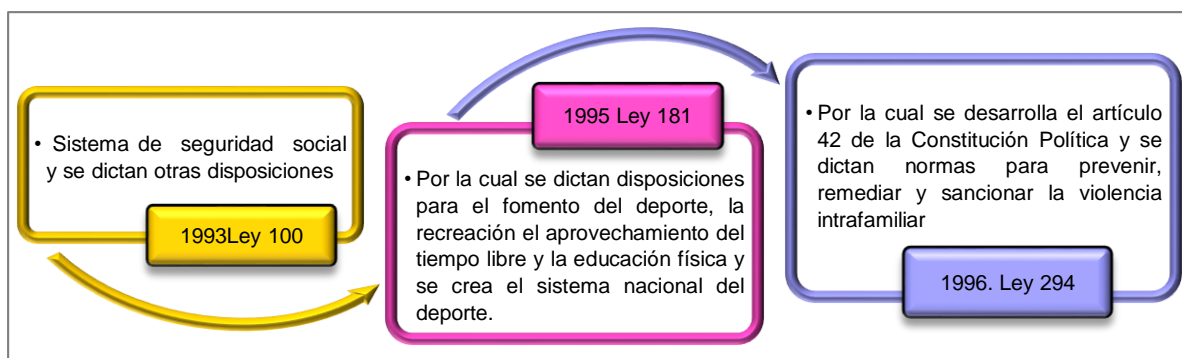 • Sistema de seguridad social
y se dictan otras disposiciones
1993Ley 100
1995 Ley 181
• Por la cual se dictan disposiciones
para el fomento del deporte, la
recreación el aprovechamiento del
tiempo libre y la educación física y
se crea el sistema nacional del
deporte.
• Por la cual se desarrolla el artículo
42 de la Constitución Política y se
dictan normas para prevenir,
remediar y sancionar la violencia
intrafamiliar
1996. Ley 294